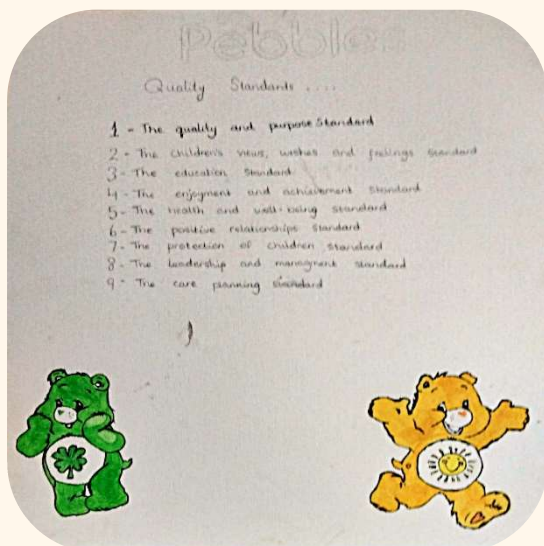 Pebbles
Quality Standards ....
1 - The quality and purpose Standard
2 - The children's views, wishes and feelings standard
3 - The education standard
4 - The enjoyment and achievement standard
5 - The health and well-being standard
6 - The positive relationships standard
7 - The protection of children standard
8 - The leadership and managment standard
9 - The care planning standard